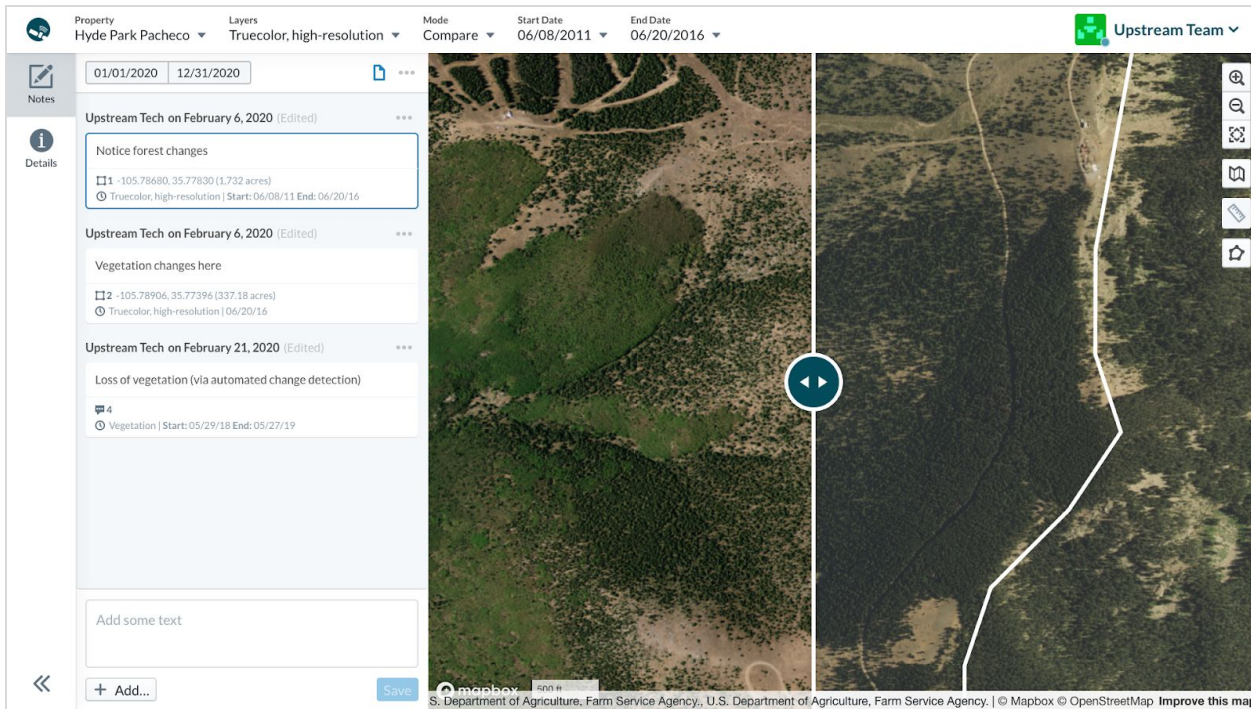 Property
Hyde Park Pacheco
Layers
Truecolor, high-resolution
Mode
Compare
Start Date
06/08/2011
End Date
06/20/2016
Upstream Team
Notes
Details
01/01/2020 12/31/2020
Upstream Tech on February 6, 2020 (Edited)
Notice forest changes
1 -105.78680, 35.77830 (1,732 acres)
Truecolor, high-resolution | Start: 06/08/11 End: 06/20/16
Upstream Tech on February 6, 2020 (Edited)
Vegetation changes here
2 -105.78906, 35.77396 (337.18 acres)
Truecolor, high-resolution | 06/20/16
Upstream Tech on February 21, 2020 (Edited)
Loss of vegetation (via automated change detection)
4
Vegetation | Start: 05/29/18 End: 05/27/19
Add some text
+ Add...
Save
mapbox
500 ft
S. Department of Agriculture, Farm Service Agency., U.S. Department of Agriculture, Farm Service Agency. | © Mapbox © OpenStreetMap Improve this map